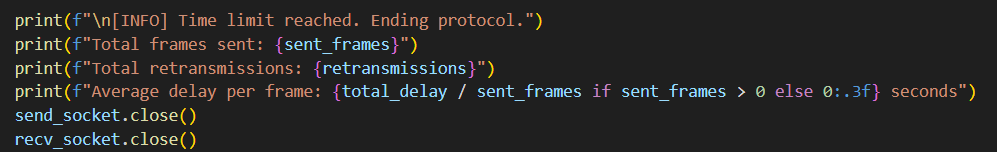 print(f"\n[INFO] Time limit reached. Ending protocol.")
print(f"Total frames sent: {sent_frames}")
print(f"Total retransmissions: {retransmissions}")
print(f"Average delay per frame: {total_delay / sent_frames if sent_frames > 0 else 0:.3f} seconds")
send_socket.close()
recv_socket.close()